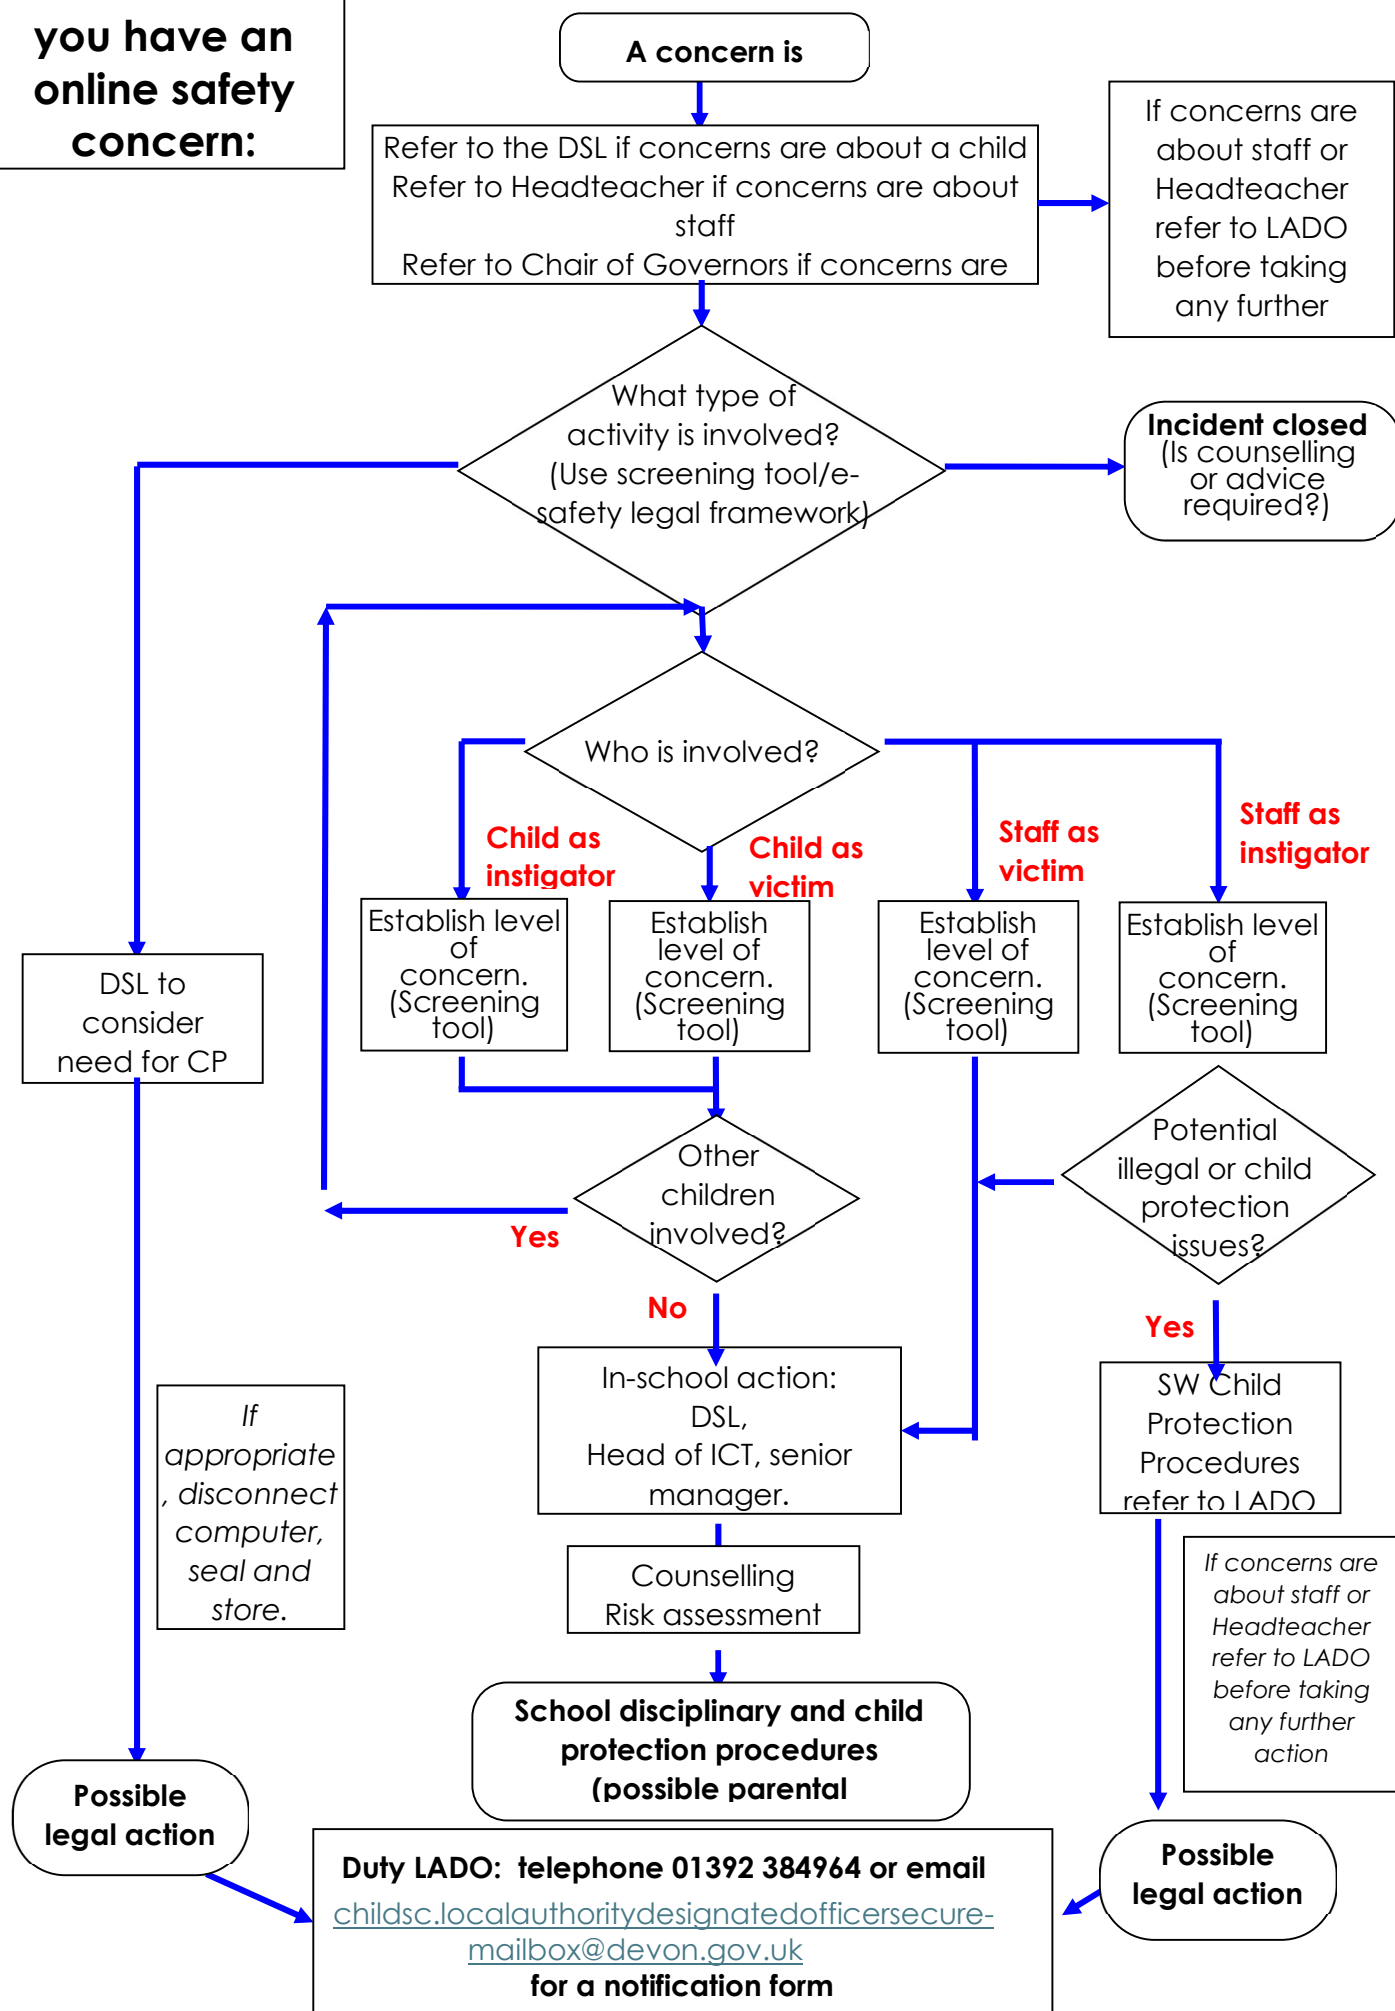 you have an
online safety
concern:
A concern is
Refer to the DSL if concerns are about a child
Refer to Headteacher if concerns are about
staff
Refer to Chair of Governors if concerns are
If concerns are
about staff or
Headteacher
refer to LADO
before taking
any further
What type of
activity is involved?
(Use screening tool/e-
safety legal framework)
Incident closed
(Is counselling
or advice
required?)
Who is involved?
Child as
instigator
Child as
victim
Staff as
victim
Staff as
instigator
Establish level
of
concern.
(Screening
tool)
Establish
level of
concern.
(Screening
tool)
Establish
level of
concern.
(Screening
tool)
Establish level
of
concern.
(Screening
tool)
DSL to
consider
need for CP
Other
children
involved?
Potential
illegal or child
protection
issues?
Yes
No
Yes
In-school action:
DSL,
Head of ICT, senior
manager.
SW Child
Protection
Procedures
refer to LADO
If
appropriate
, disconnect
computer,
seal and
store.
Counselling
Risk assessment
If concerns are
about staff or
Headteacher
refer to LADO
before taking
any further
action
School disciplinary and child
protection procedures
(possible parental
Possible
legal action
Possible
legal action
Duty LADO:  telephone 01392 384964 or email
childsc.localauthoritydesignatedofficersecure-
mailbox@devon.gov.uk
for a notification form